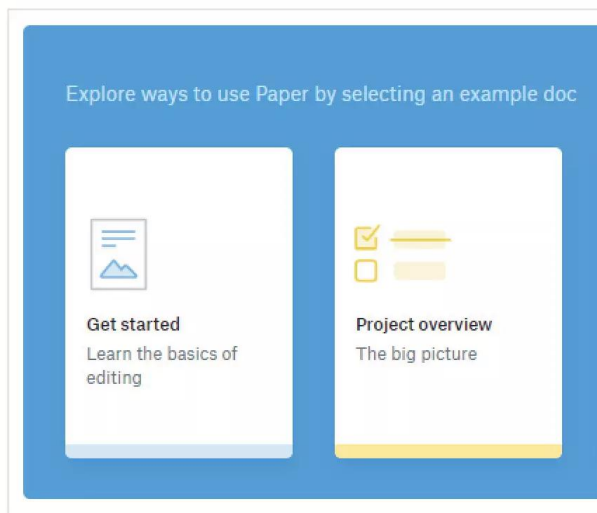 Explore ways to use Paper by selecting an example doc
Get started
Learn the basics of
editing
Project overview
The big picture